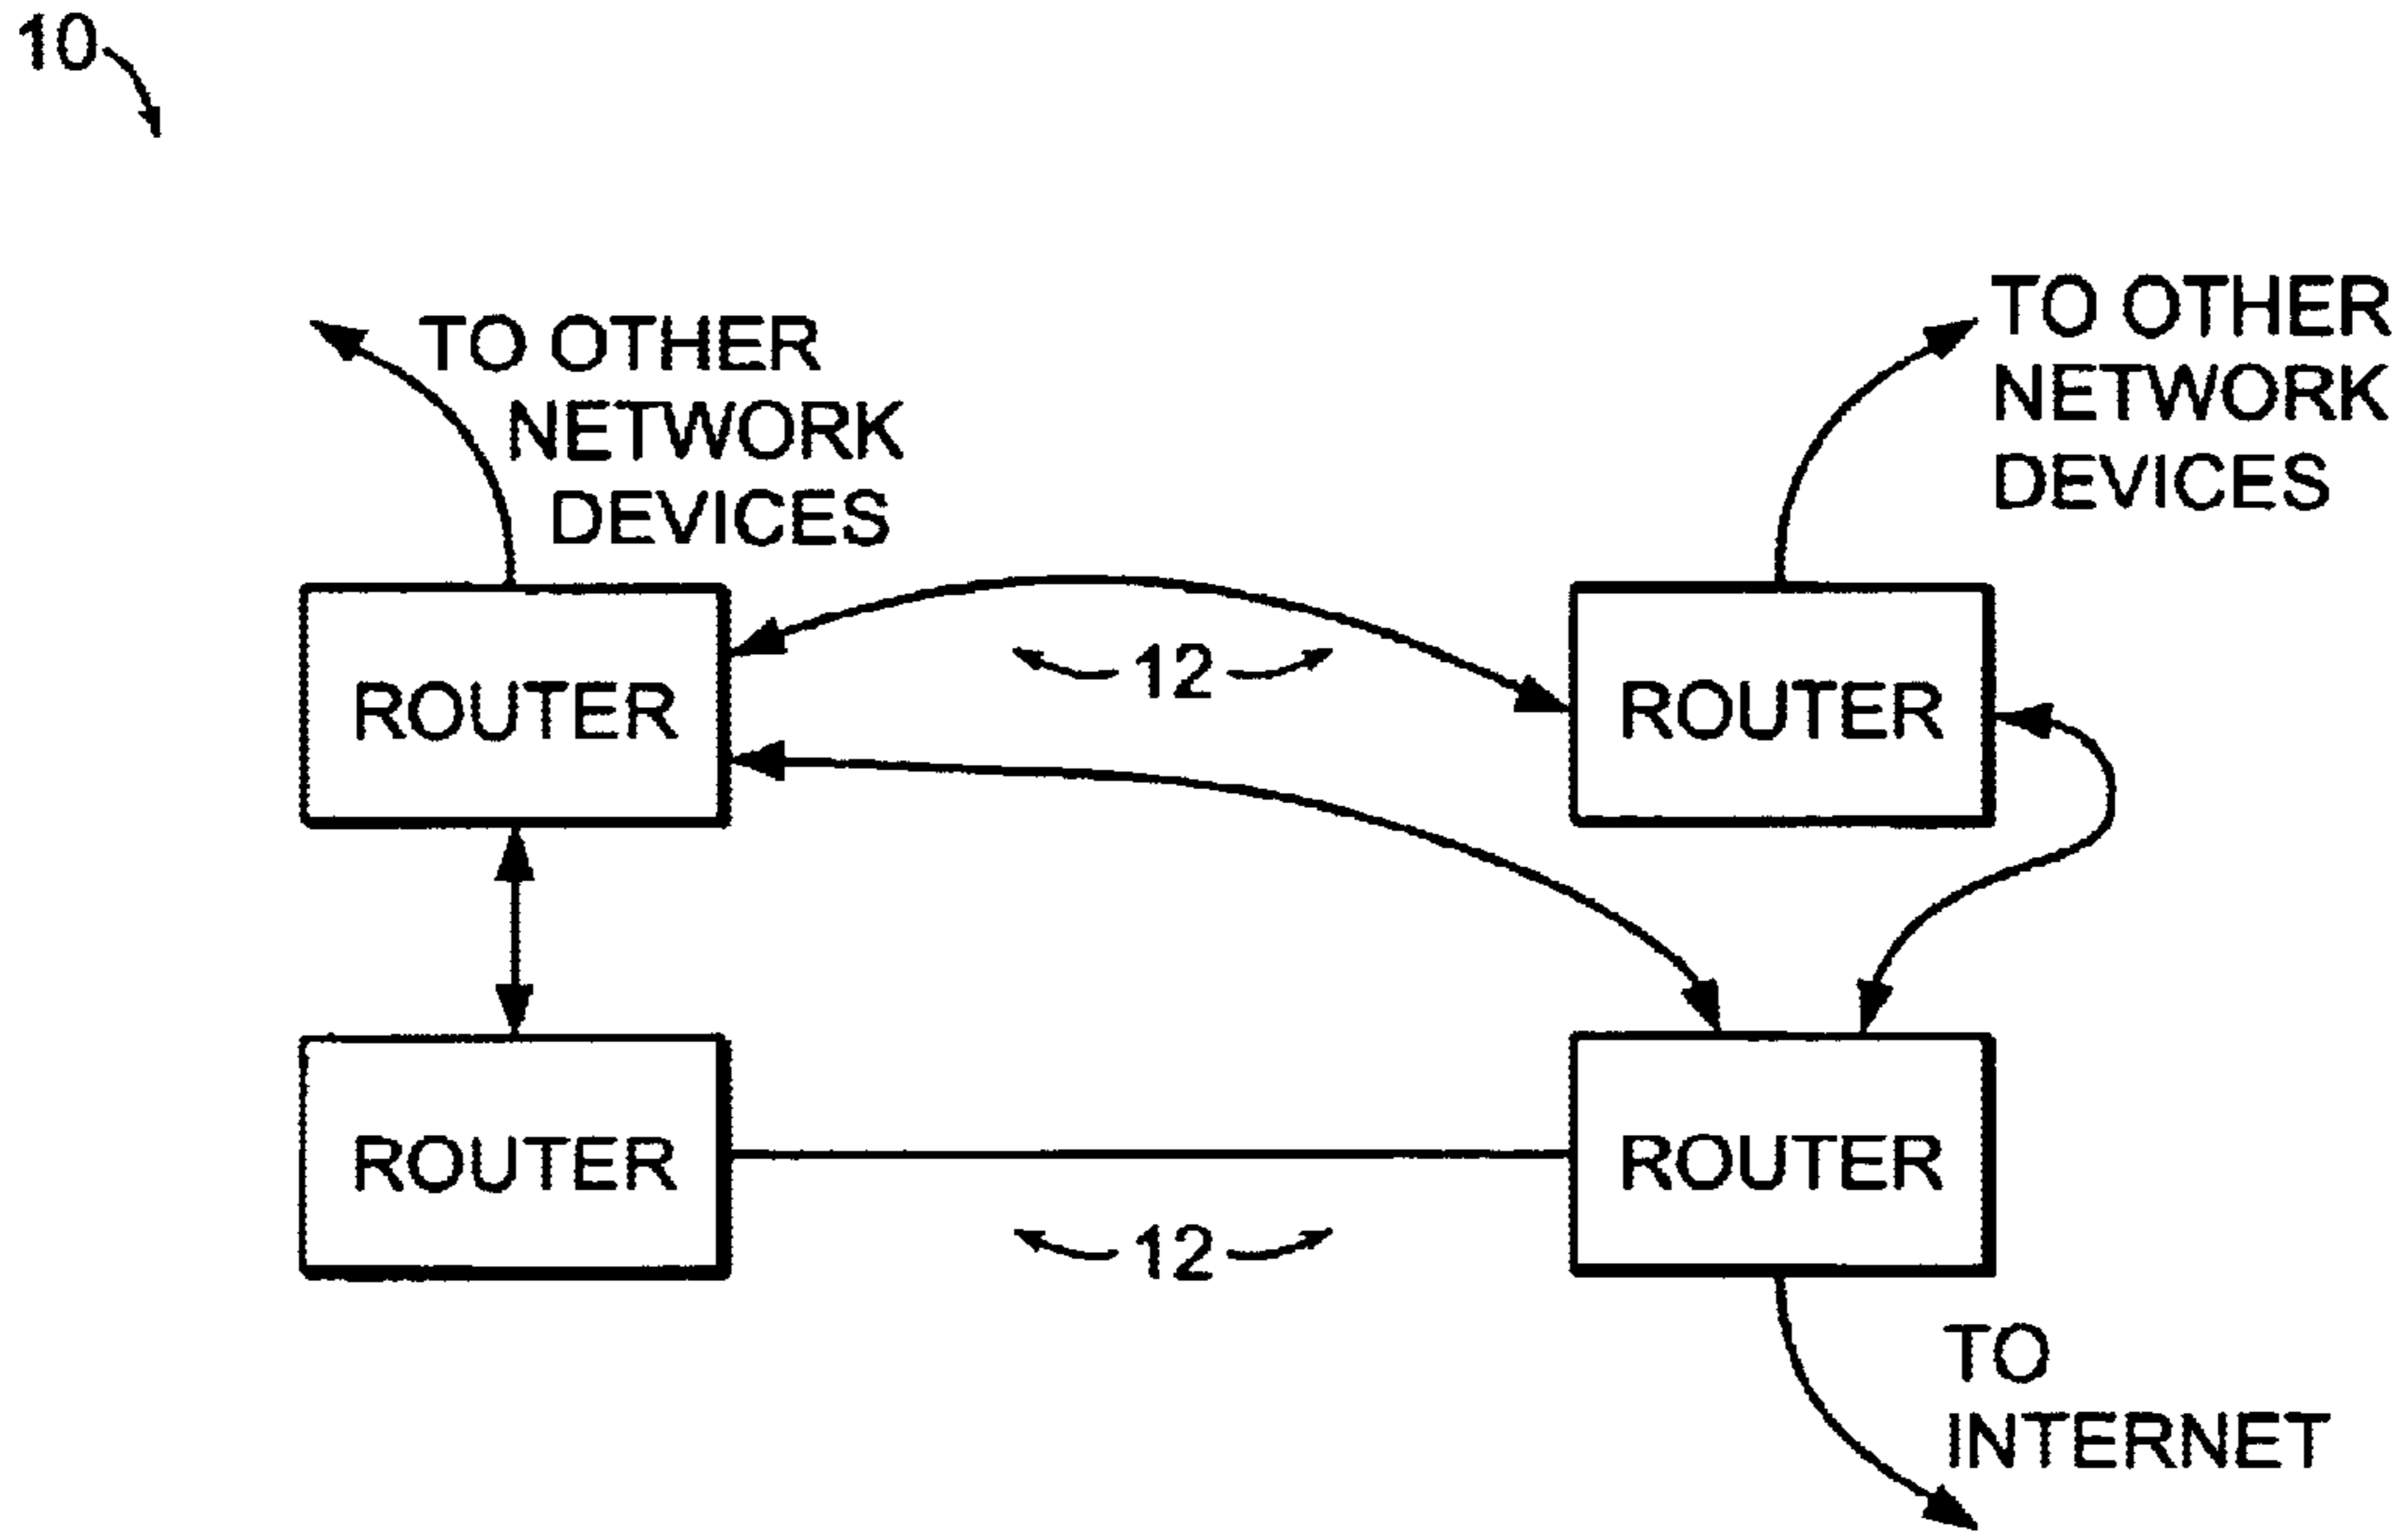 10
TO OTHER
NETWORK
DEVICES
TO OTHER
NETWORK
DEVICES
ROUTER
12
ROUTER
ROUTER
ROUTER
12
TO
INTERNET